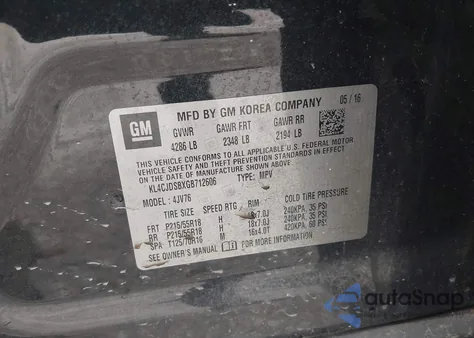 MFD BY GM KOREA COMPANY 05/16
GM
GVWR GAWR FRT GAWR RR
4286 LB 2348 LB 2194 LB
THIS VEHICLE CONFORMS TO ALL APPLICABLE U.S. FEDERAL MOTOR
VEHICLE SAFETY AND THEFT PREVENTION STANDARDS IN EFFECT
ON THE DATE OF MANUFACTURE SHOWN ABOVE.
KL4CJDSBXGB712606 TYPE: MPV
MODEL: 4JV76
TIRE SIZE SPEED RTG RIM COLD TIRE PRESSURE
FRT P215/55R18 H 18x7.0J 240KPA, 35 PSI
RR P215/55R18 H 18x7.0J 240KPA, 35 PSI
SPA T125/70R16 M 16x4.0T 420KPA, 60 PSI
SEE OWNER'S MANUAL FOR MORE INFORMATION.
autaSnap